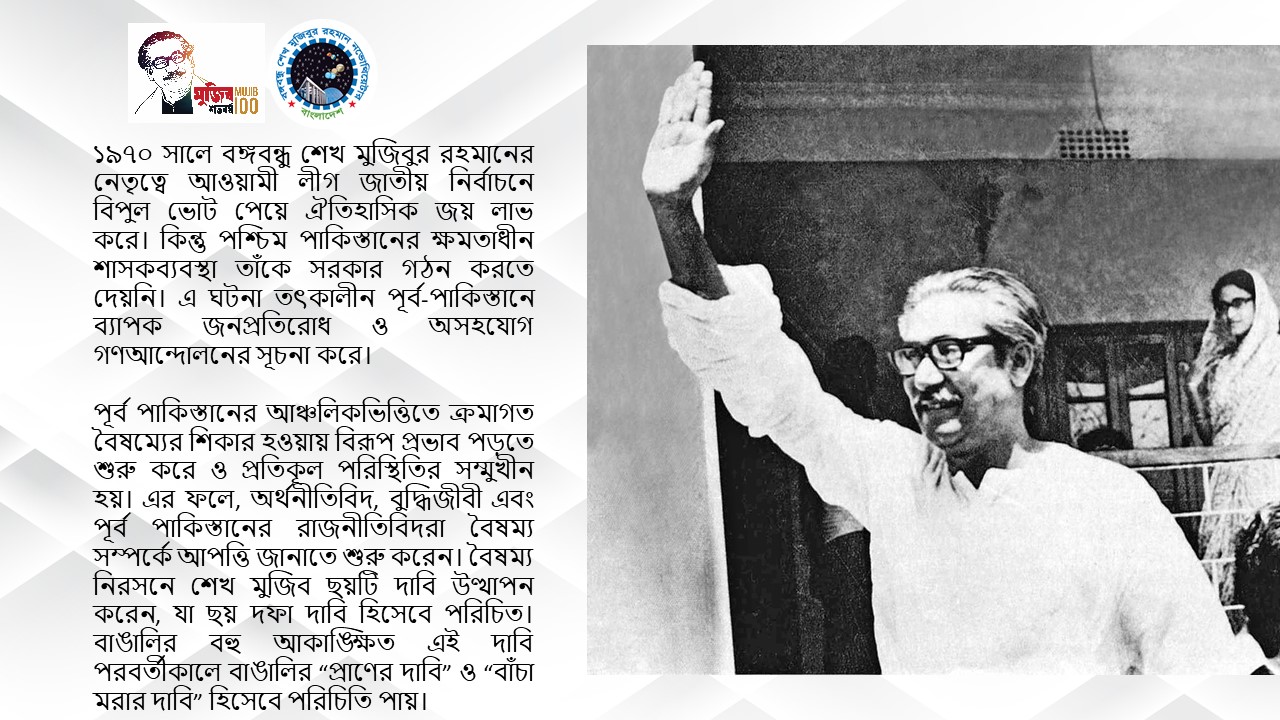 মুজিব
শতবর্ষ
MUJIB
100
বঙ্গবন্ধু শেখ মুজিবুর রহমান নভোথিয়েটার
বাংলাদেশ
১৯৭০ সালে বঙ্গবন্ধু শেখ মুজিবুর রহমানের
নেতৃত্বে আওয়ামী লীগ জাতীয় নির্বাচনে
বিপুল ভোট পেয়ে ঐতিহাসিক জয় লাভ
করে। কিন্তু পশ্চিম পাকিস্তানের ক্ষমতাধীন
শাসকব্যবস্থা তাঁকে সরকার গঠন করতে
দেয়নি। এ ঘটনা তৎকালীন পূর্ব-পাকিস্তানে
ব্যাপক জনপ্রতিরোধ ও অসহযোগ
গণআন্দোলনের সূচনা করে।
পূর্ব পাকিস্তানের আঞ্চলিকভিত্তিতে ক্রমাগত
বৈষম্যের শিকার হওয়ায় বিরূপ প্রভাব পড়তে
শুরু করে ও প্রতিকূল পরিস্থিতির সম্মুখীন
হয়। এর ফলে, অর্থনীতিবিদ, বুদ্ধিজীবী এবং
পূর্ব পাকিস্তানের রাজনীতিবিদরা বৈষম্য
সম্পর্কে আপত্তি জানাতে শুরু করেন। বৈষম্য
নিরসনে শেখ মুজিব ছয়টি দাবি উত্থাপন
করেন, যা ছয় দফা দাবি হিসেবে পরিচিত।
বাঙালির বহু আকাঙ্ক্ষিত এই দাবি
পরবর্তীকালে বাঙালির “প্রাণের দাবি” ও “বাঁচা
মরার দাবি” হিসেবে পরিচিতি পায়।